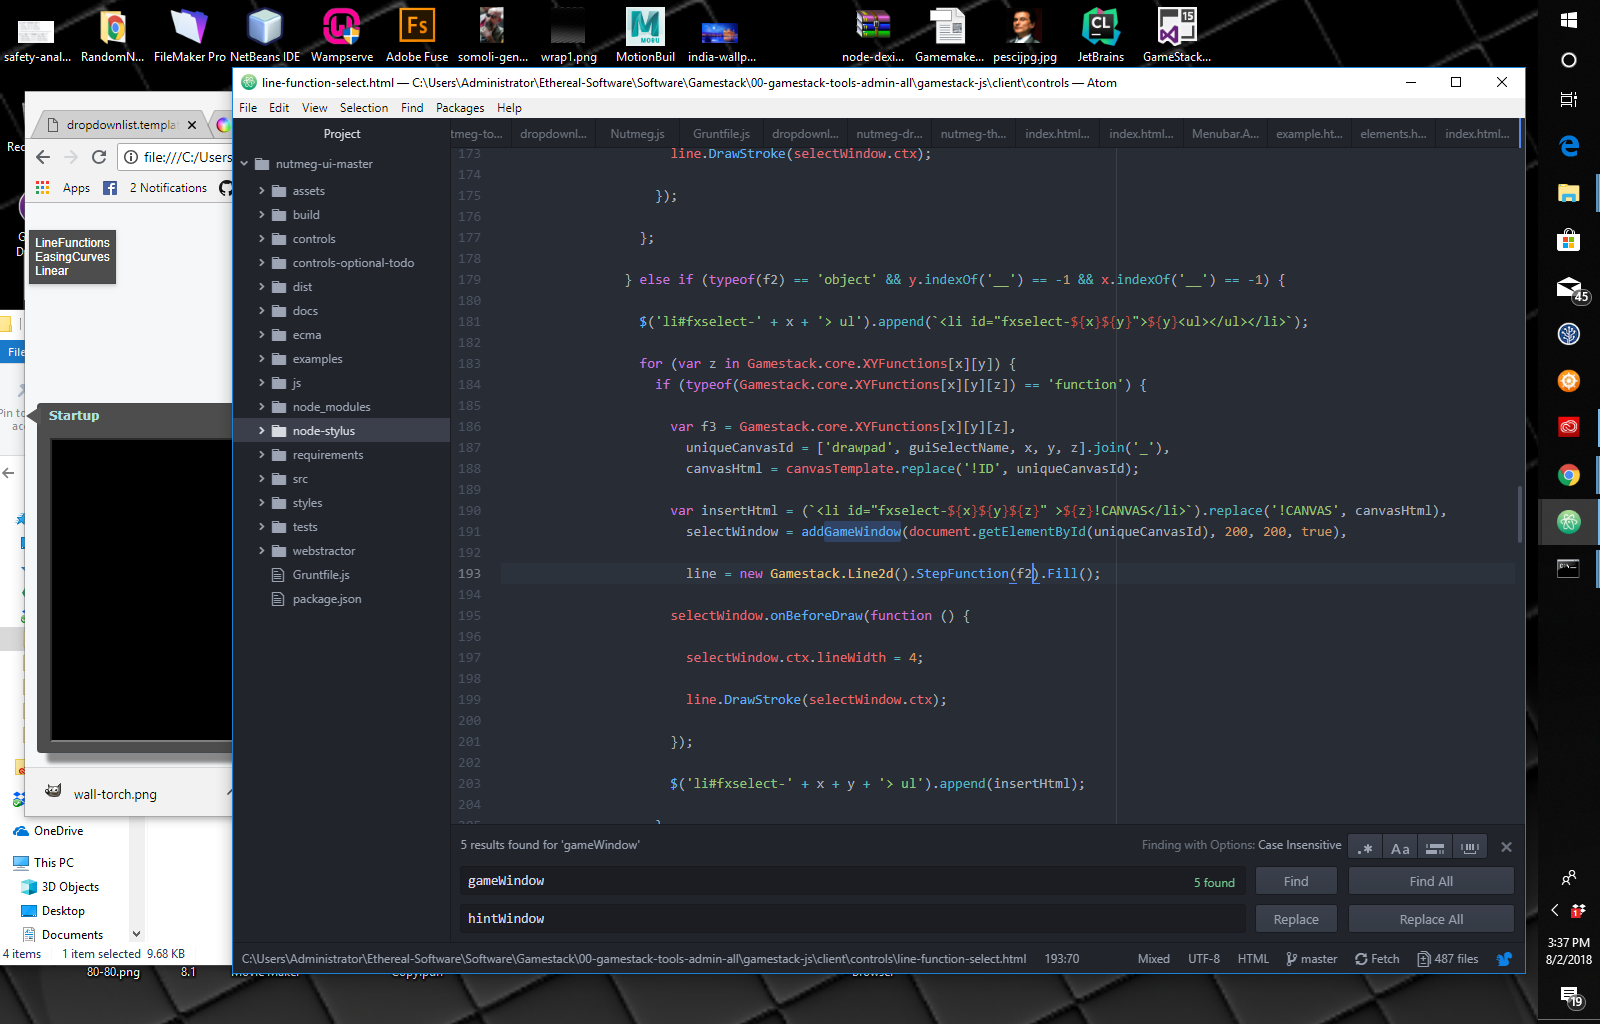 safety-anal... RandomN... FileMaker Pro NetBeans IDE Wampserve Adobe Fuse somoli-gen... wrap1.png MotionBuil india-wallp... node-dexi... Gamemake... pescijpg.jpg JetBrains GameStack...
line-function-select.html — C:\Users\Administrator\Ethereal-Software\Software\Gamestack\00-gamestack-tools-admin-all\gamestack-js\client\controls — Atom
File Edit View Selection Find Packages Help
dropdownlist.templa
file:///C:/Users
Apps 2 Notifications
LineFunctions
EasingCurves
Linear
File
Startup
wall-torch.png
OneDrive
This PC
3D Objects
Desktop
Documents
4 items 1 item selected 9.68 KB
80-80.png 8.1
Project
nutmeg-ui-master
assets
build
controls
controls-optional-todo
dist
docs
ecma
examples
js
node_modules
node-stylus
requirements
src
styles
tests
webstractor
Gruntfile.js
package.json
tmeg-to... dropdownl... Nutmeg.js Gruntfile.js dropdownl... nutmeg-dr... nutmeg-th... index.html... index.html... Menubar.A... example.ht... elements.h... index.html...
173 line.DrawStroke(selectWindow.ctx);
174
175 });
176
177 };
178
179 } else if (typeof(f2) == 'object' && y.indexOf('__') == -1 && x.indexOf('__') == -1) {
180
181 $('li#fxselect-' + x + '> ul').append(`<li id="fxselect-${x}${y}">${y}<ul></ul></li>`);
182
183 for (var z in Gamestack.core.XYFunctions[x][y]) {
184 if (typeof(Gamestack.core.XYFunctions[x][y][z]) == 'function') {
185
186 var f3 = Gamestack.core.XYFunctions[x][y][z],
187 uniqueCanvasId = ['drawpad', guiSelectName, x, y, z].join('_'),
188 canvasHtml = canvasTemplate.replace('!ID', uniqueCanvasId);
189
190 var insertHtml = (`<li id="fxselect-${x}${y}${z}" >${z}!CANVAS</li>`).replace('!CANVAS', canvasHtml),
191 selectWindow = addGameWindow(document.getElementById(uniqueCanvasId), 200, 200, true),
192
193 line = new Gamestack.Line2d().StepFunction(f2).Fill();
194
195 selectWindow.onBeforeDraw(function () {
196
197 selectWindow.ctx.lineWidth = 4;
198
199 line.DrawStroke(selectWindow.ctx);
200
201 });
202
203 $('li#fxselect-' + x + y + '> ul').append(insertHtml);
204
5 results found for 'gameWindow' Finding with Options: Case Insensitive .* Aa
gameWindow 5 found Find Find All
hintWindow Replace Replace All
C:\Users\Administrator\Ethereal-Software\Software\Gamestack\00-gamestack-tools-admin-all\gamestack-js\client\controls\line-function-select.html 193:70 Mixed UTF-8 HTML master Fetch 487 files
45
1
3:37 PM
8/2/2018
19